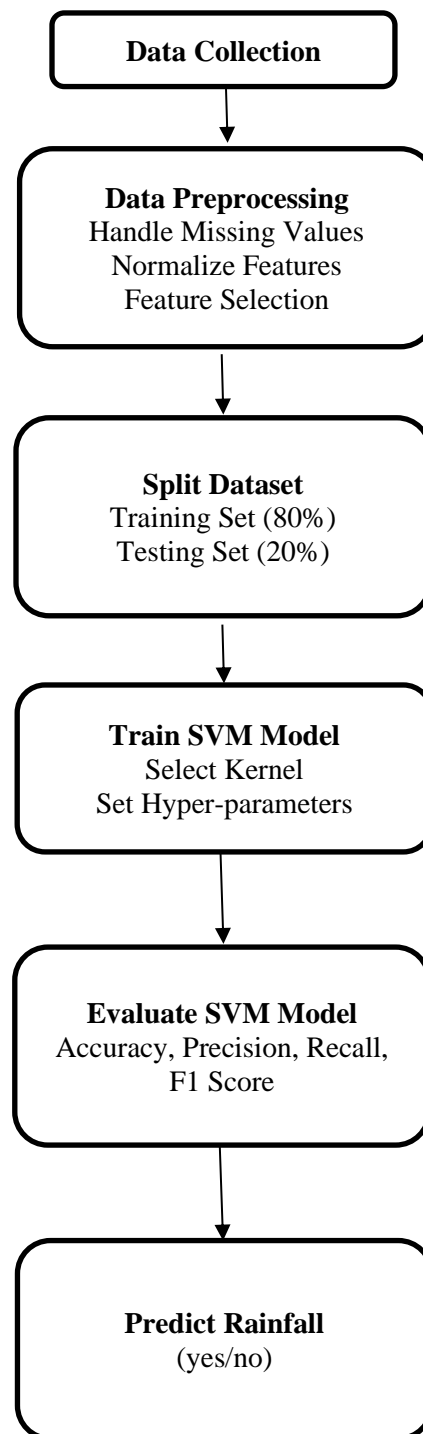 Data Collection
Data Preprocessing
Handle Missing Values
Normalize Features
Feature Selection
Split Dataset
Training Set (80%)
Testing Set (20%)
Train SVM Model
Select Kernel
Set Hyper-parameters
Evaluate SVM Model
Accuracy, Precision, Recall,
F1 Score
Predict Rainfall
(yes/no)